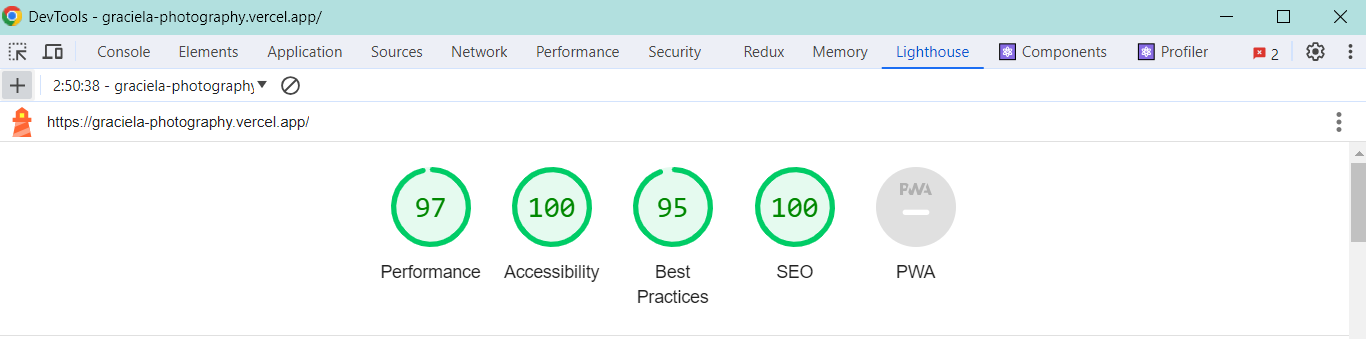 DevTools - graciela-photography.vercel.app/
Console Elements Application Sources Network Performance Security Redux Memory Lighthouse Components Profiler 2
2:50:38 - graciela-photography
https://graciela-photography.vercel.app/
97 100 95 100 PWA
Performance Accessibility Best Practices SEO PWA